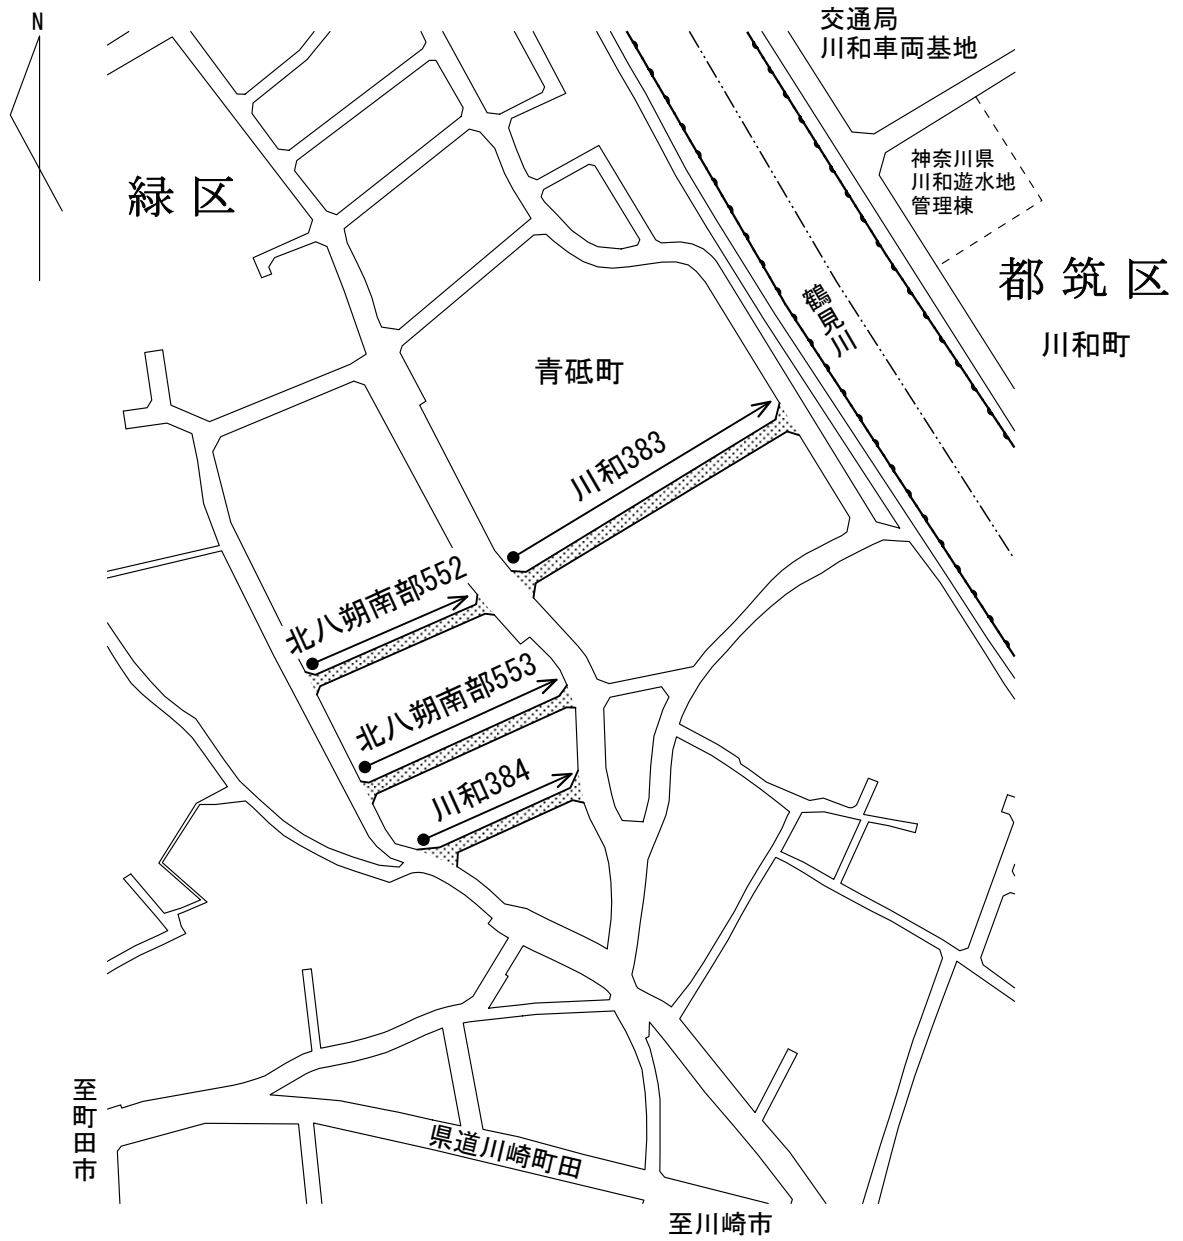 N
交通局
川和車両基地
神奈川県
川和遊水地
管理棟
緑区
都筑区
川和町
鶴見川
青砥町
川和383
北八朔南部552
北八朔南部553
川和384
至町田市
県道川崎町田
至川崎市